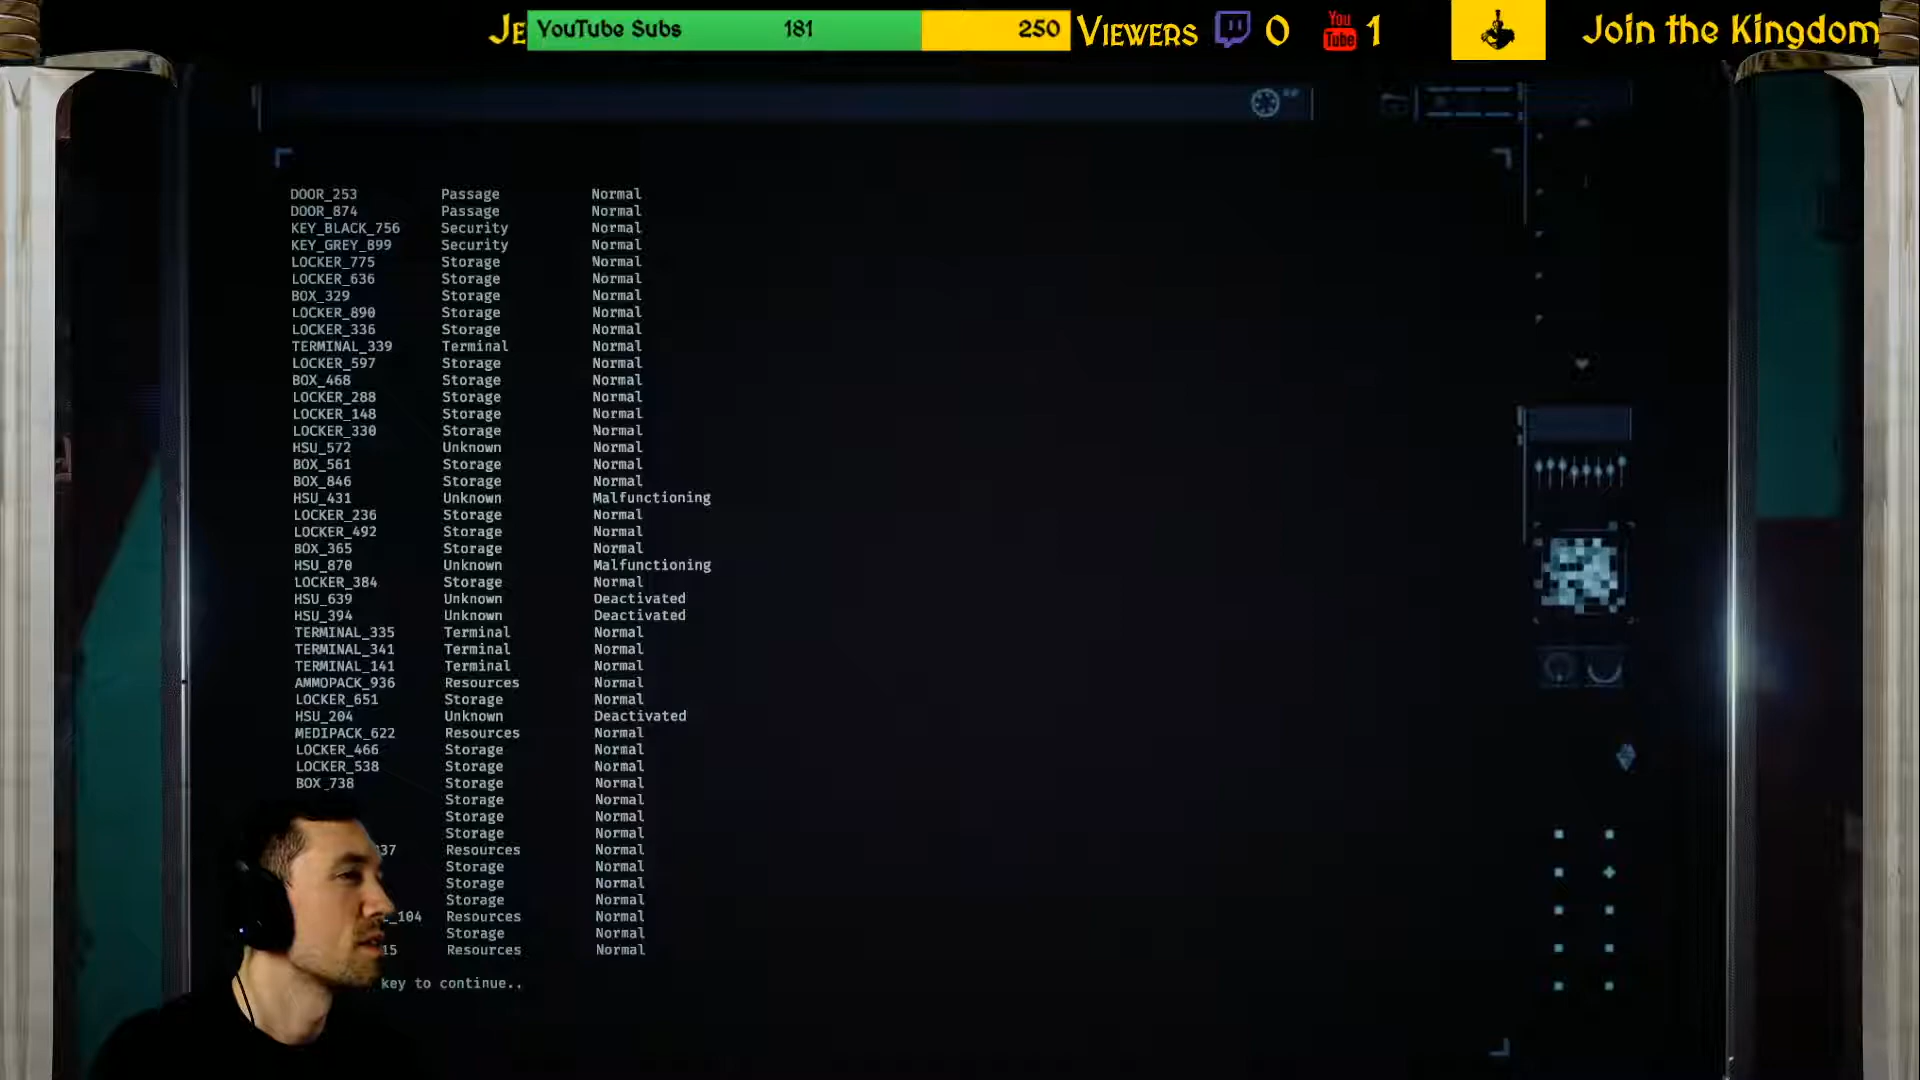 Je YouTube Subs 181 250 Viewers 0 You Tube 1 Join the Kingdom
DOOR_253 Passage Normal
DOOR_874 Passage Normal
KEY_BLACK_756 Security Normal
KEY_GREY_899 Security Normal
LOCKER_775 Storage Normal
LOCKER_636 Storage Normal
BOX_329 Storage Normal
LOCKER_890 Storage Normal
LOCKER_336 Storage Normal
TERMINAL_339 Terminal Normal
LOCKER_597 Storage Normal
BOX_468 Storage Normal
LOCKER_288 Storage Normal
LOCKER_148 Storage Normal
LOCKER_330 Storage Normal
HSU_572 Unknown Normal
BOX_561 Storage Normal
BOX_846 Storage Normal
HSU_431 Unknown Malfunctioning
LOCKER_236 Storage Normal
LOCKER_492 Storage Normal
BOX_365 Storage Normal
HSU_870 Unknown Malfunctioning
LOCKER_384 Storage Normal
HSU_639 Unknown Deactivated
HSU_394 Unknown Deactivated
TERMINAL_335 Terminal Normal
TERMINAL_341 Terminal Normal
TERMINAL_141 Terminal Normal
AMMOPACK_936 Resources Normal
LOCKER_651 Storage Normal
HSU_204 Unknown Deactivated
MEDIPACK_622 Resources Normal
LOCKER_466 Storage Normal
LOCKER_538 Storage Normal
BOX_738 Storage Normal
Storage Normal
Storage Normal
Storage Normal
37 Resources Normal
Storage Normal
Storage Normal
Storage Normal
_104 Resources Normal
Storage Normal
15 Resources Normal
key to continue..